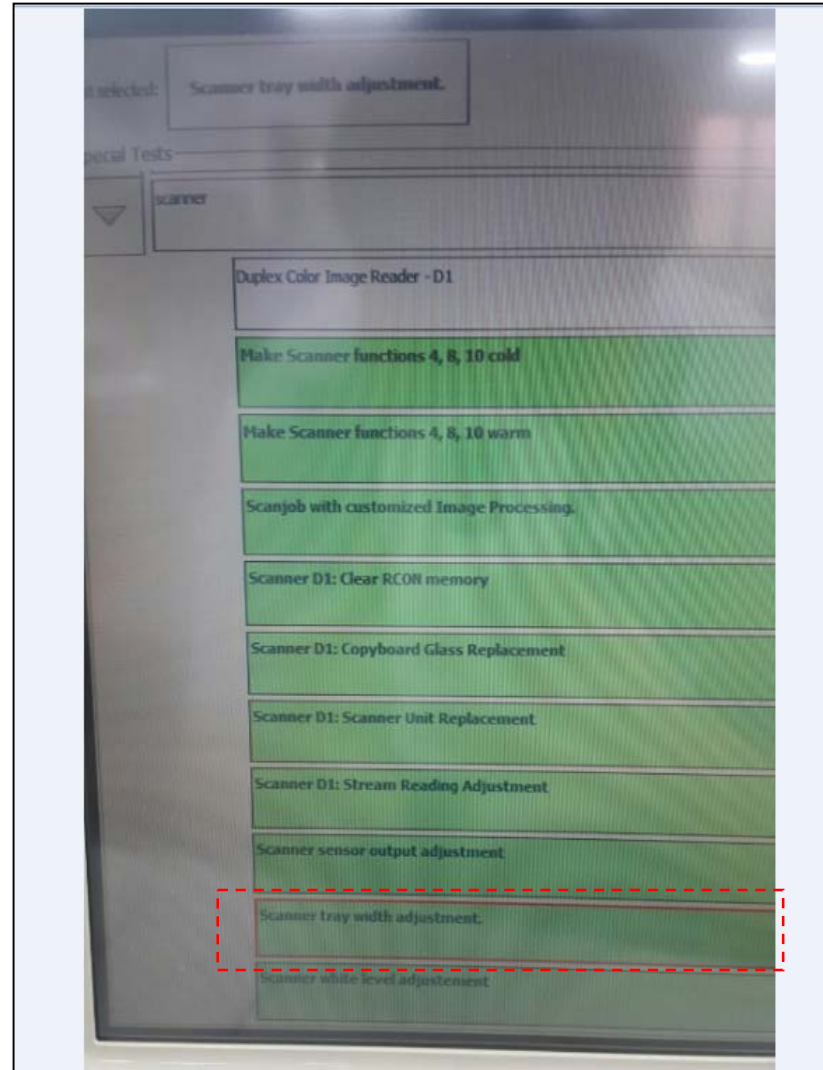 selected:
Scanner tray width adjustment.
pecial Tests
scanner
Duplex Color Image Reader - D1
Make Scanner functions 4, 8, 10 cold
Make Scanner functions 4, 8, 10 warm
Scanjob with customized Image Processing.
Scanner D1: Clear RCON memory
Scanner D1: Copyboard Glass Replacement
Scanner D1: Scanner Unit Replacement
Scanner D1: Stream Reading Adjustment
Scanner sensor output adjustment
Scanner tray width adjustment.
Scanner white level adjustement